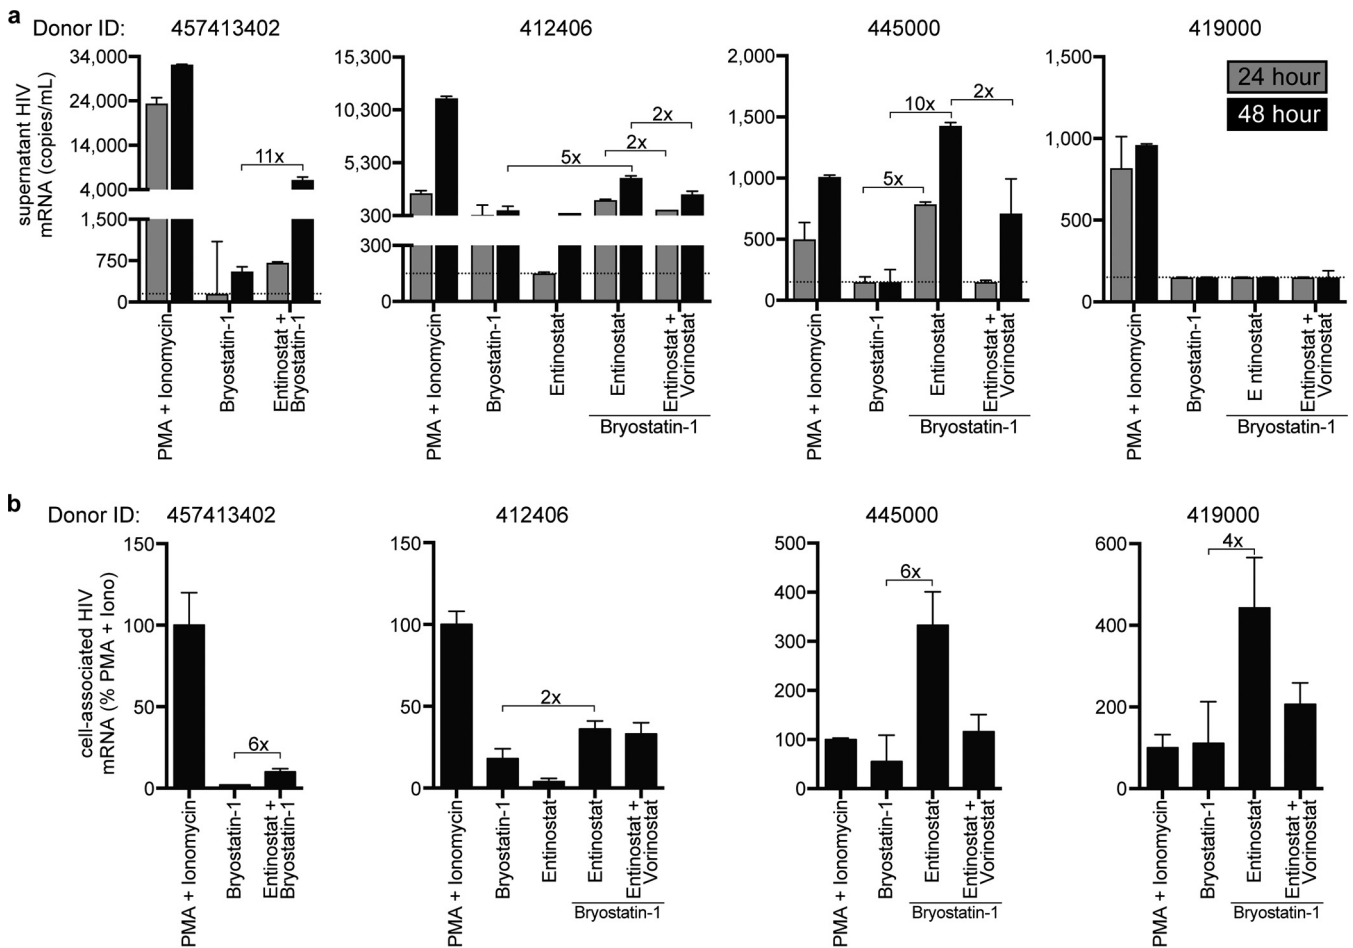 a
Donor ID: 457413402 412406 445000 419000
supernatant HIV
mRNA (copies/mL)
34,000
24,000
14,000
4,000
1,500
750
0
11x
PMA + Ionomycin
Bryostatin-1
Entinostat +
Bryostatin-1
15,300
10,300
5,300
300
300
0
5x
2x
2x
PMA + Ionomycin
Bryostatin-1
Entinostat
Entinostat
Entinostat +
Vorinostat
Bryostatin-1
2,000
1,500
1,000
500
0
5x
10x
2x
PMA + Ionomycin
Bryostatin-1
Entinostat
Entinostat +
Vorinostat
Bryostatin-1
1,500
1,000
500
0
24 hour
48 hour
PMA + Ionomycin
Bryostatin-1
E ntinostat
Entinostat +
Vorinostat
Bryostatin-1
b
Donor ID: 457413402 412406 445000 419000
cell-associated HIV
mRNA (% PMA + Iono)
150
100
50
0
6x
PMA + Ionomycin
Bryostatin-1
Entinostat +
Bryostatin-1
150
100
50
0
2x
PMA + Ionomycin
Bryostatin-1
Entinostat
Entinostat
Entinostat +
Vorinostat
Bryostatin-1
500
400
300
200
100
0
6x
PMA + Ionomycin
Bryostatin-1
Entinostat
Entinostat +
Vorinostat
Bryostatin-1
600
400
200
0
4x
PMA + Ionomycin
Bryostatin-1
Entinostat
Entinostat +
Vorinostat
Bryostatin-1